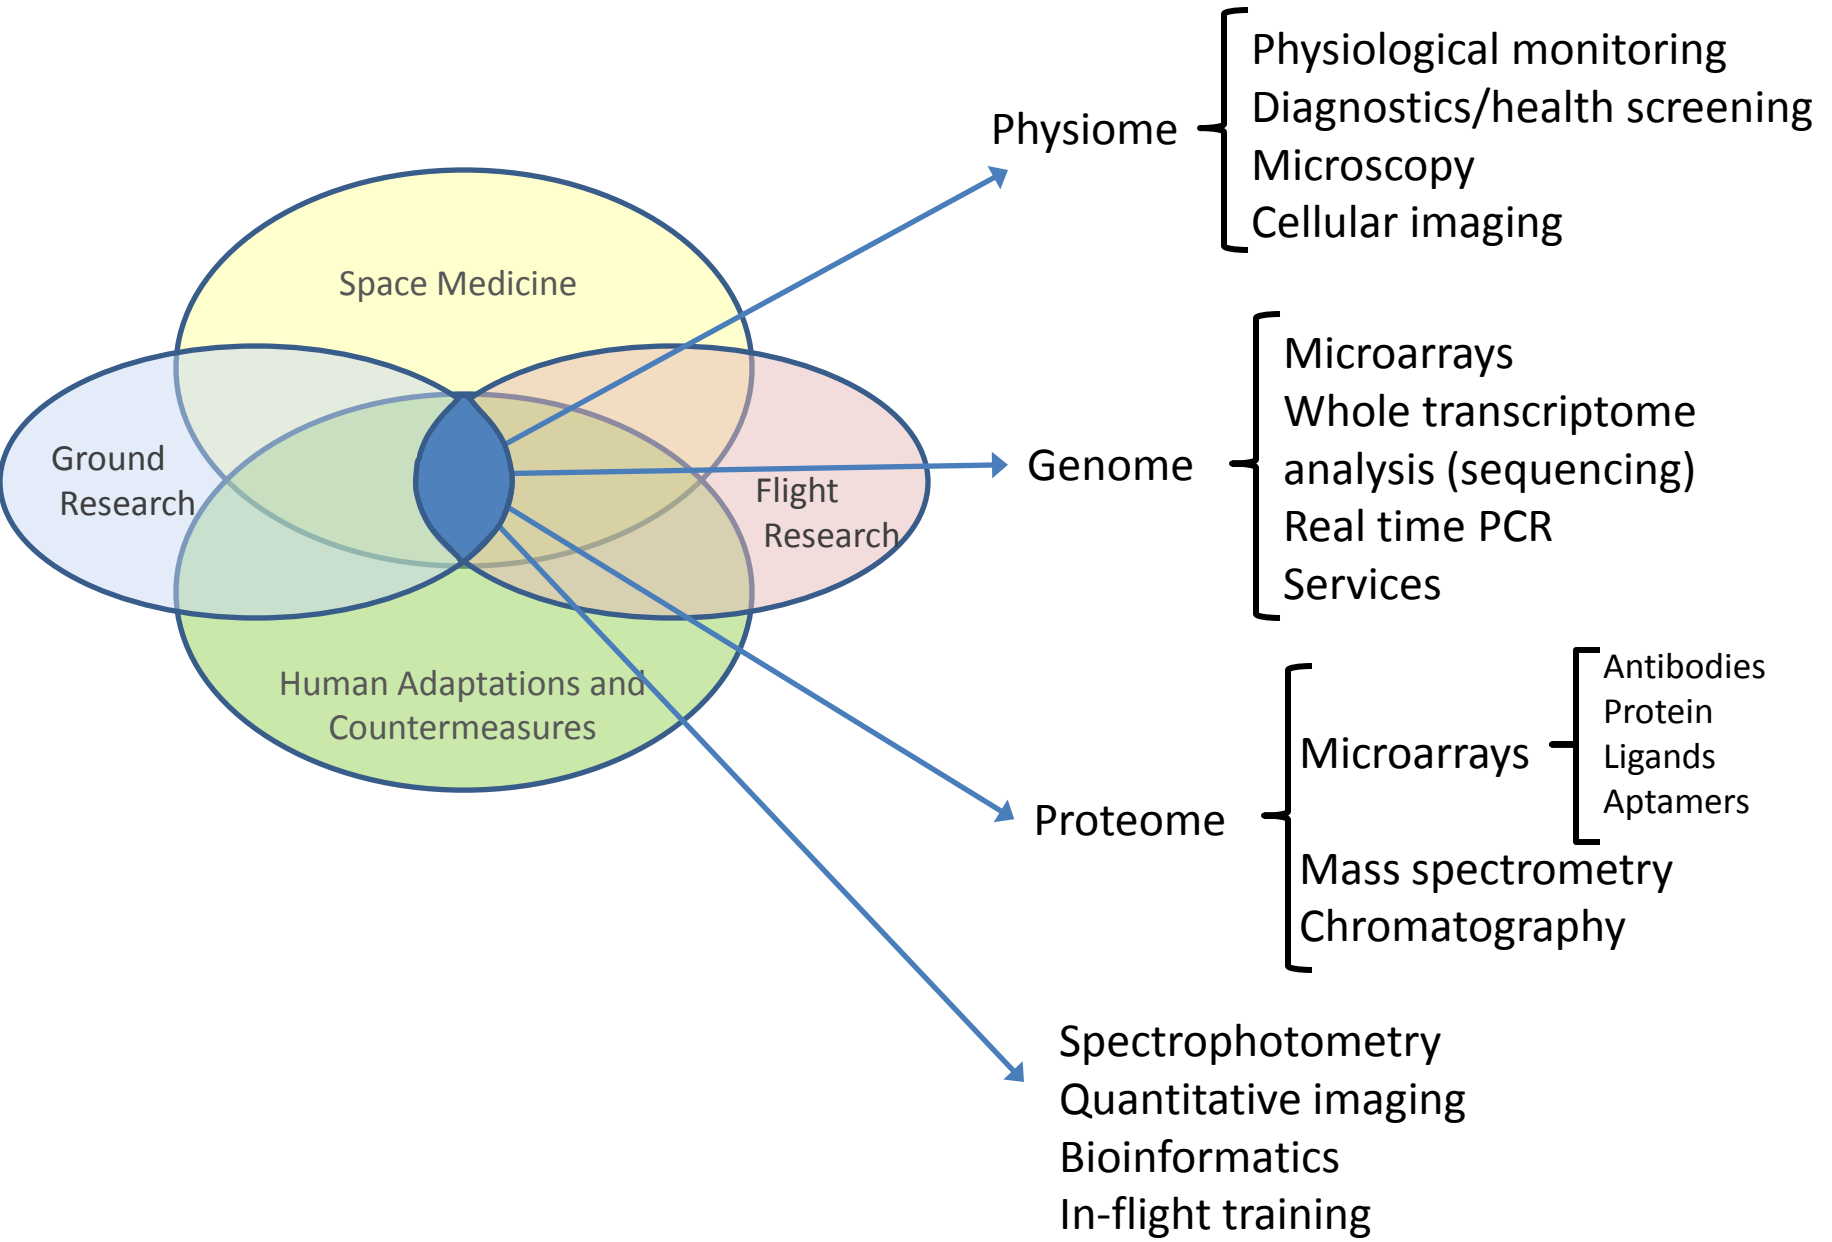 Space Medicine
Ground
Research
Flight
Research
Human Adaptations and
Countermeasures
Physiome
Physiological monitoring
Diagnostics/health screening
Microscopy
Cellular imaging
Genome
Microarrays
Whole transcriptome
analysis (sequencing)
Real time PCR
Services
Proteome
Microarrays
Antibodies
Protein
Ligands
Aptamers
Mass spectrometry
Chromatography
Spectrophotometry
Quantitative imaging
Bioinformatics
In-flight training